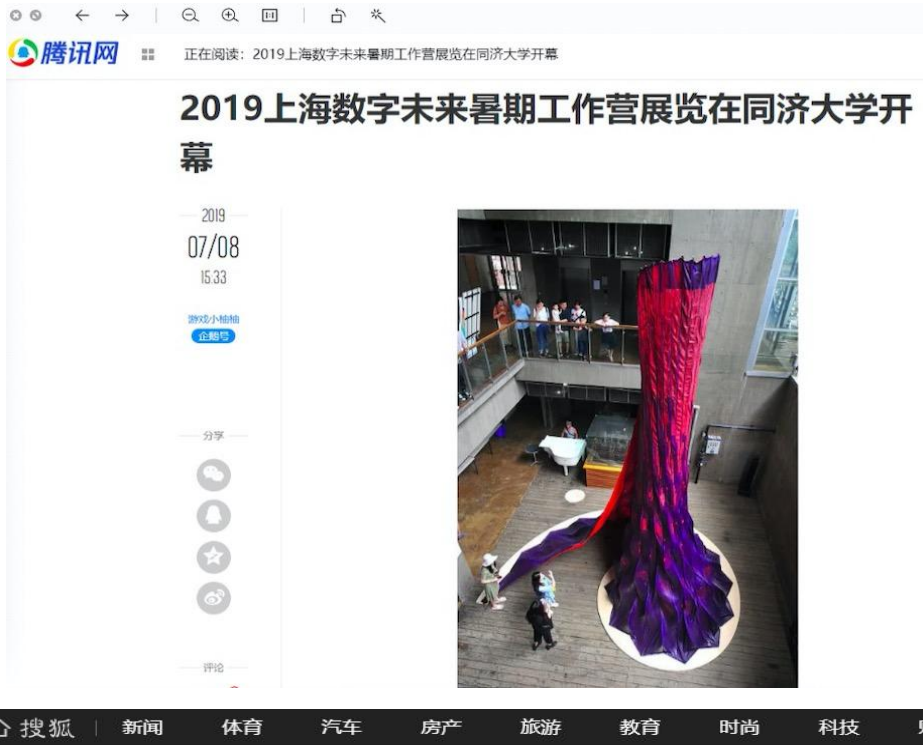 腾讯网
正在阅读：2019上海数字未来暑期工作营展览在同济大学开幕
2019上海数字未来暑期工作营展览在同济大学开
幕
2019
07/08
15:33
游戏小柚柚
企鹅号
分享
评论
搜狐
新闻 体育 汽车 房产 旅游 教育 时尚 科技